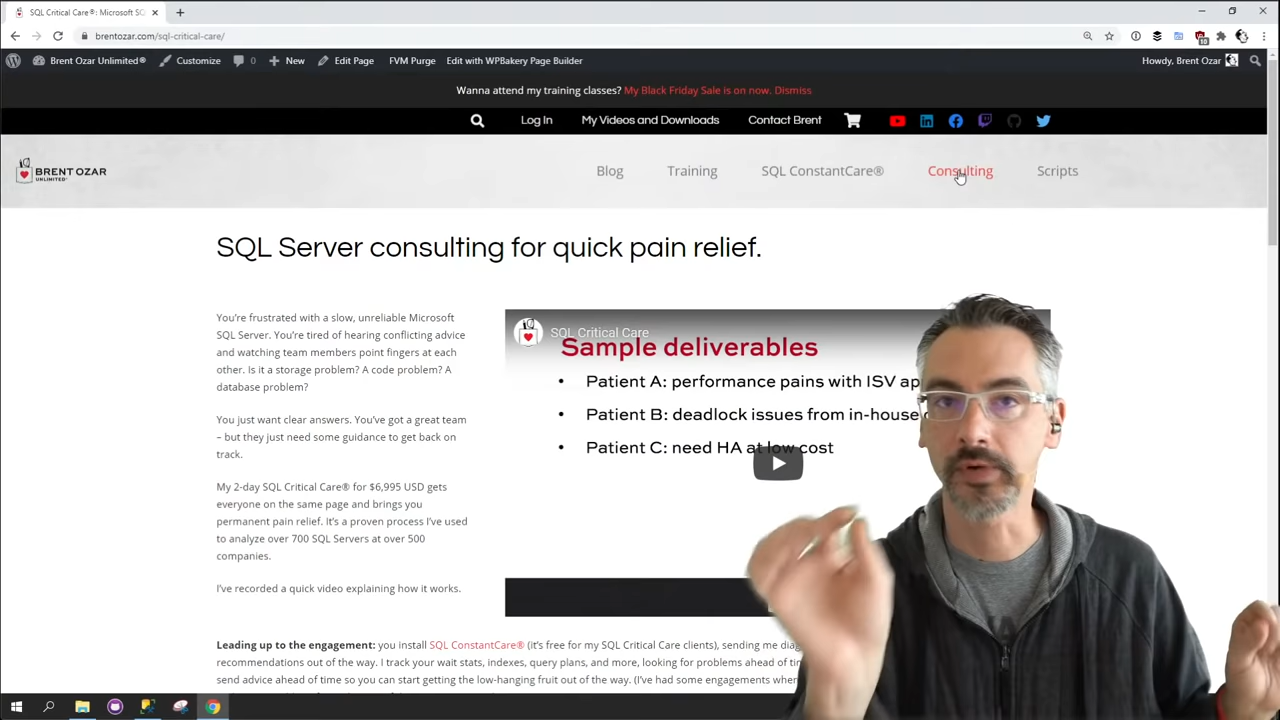 SQL Critical Care®: Microsoft SQ
brentozar.com/sql-critical-care/
Brent Ozar Unlimited®
Customize
0
New
Edit Page
FVM Purge
Edit with WPBakery Page Builder
Howdy, Brent Ozar
Wanna attend my training classes? My Black Friday Sale is on now. Dismiss
Log In
My Videos and Downloads
Contact Brent
BRENT OZAR
UNLIMITED®
Blog
Training
SQL ConstantCare®
Consulting
Scripts
SQL Server consulting for quick pain relief.
You're frustrated with a slow, unreliable Microsoft
SQL Server. You're tired of hearing conflicting advice
and watching team members point fingers at each
other. Is it a storage problem? A code problem? A
database problem?
You just want clear answers. You've got a great team
– but they just need some guidance to get back on
track.
My 2-day SQL Critical Care® for $6,995 USD gets
everyone on the same page and brings you
permanent pain relief. It's a proven process I've used
to analyze over 700 SQL Servers at over 500
companies.
I've recorded a quick video explaining how it works.
SQL Critical Care
Sample deliverables
• Patient A: performance pains with ISV ap
• Patient B: deadlock issues from in-house
• Patient C: need HA at low cost
Leading up to the engagement: you install SQL ConstantCare® (it's free for my SQL Critical Care clients), sending me diag
recommendations out of the way. I track your wait stats, indexes, query plans, and more, looking for problems ahead of tim
send advice ahead of time so you can start getting the low-hanging fruit out of the way. (I've had some engagements wher